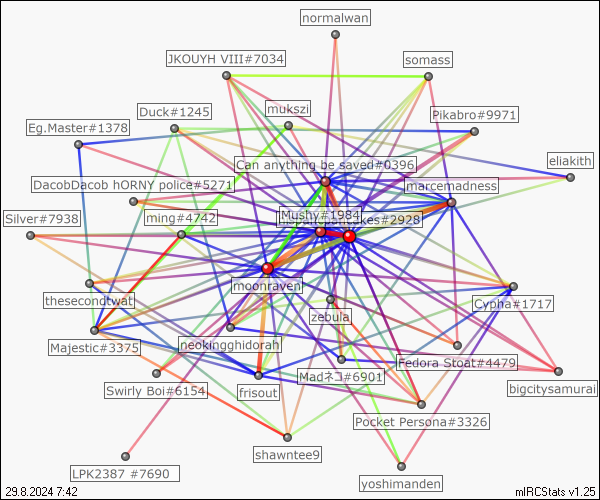 normalwan
JKOUYH VIII#7034
somass
mukszi
Duck#1245
Pikabro#9971
Eg.Master#1378
Can anything be saved#0396
eliakith
DacobDacob hORNY police#5271
marcemadness
Silver#7938
ming#4742
Mushy#1984
cakes#2928
moonraven
thesecondtwat
Cypha#1717
zebula
Majestic#3375
neokingghidorah
Fedora Stoat#4479
Madネコ#6901
Swirly Boi#6154
frisout
bigcitysamurai
Pocket Persona#3326
shawntee9
LPK2387 #7690
yoshimanden
29.8.2024 7:42
mIRCStats v1.25